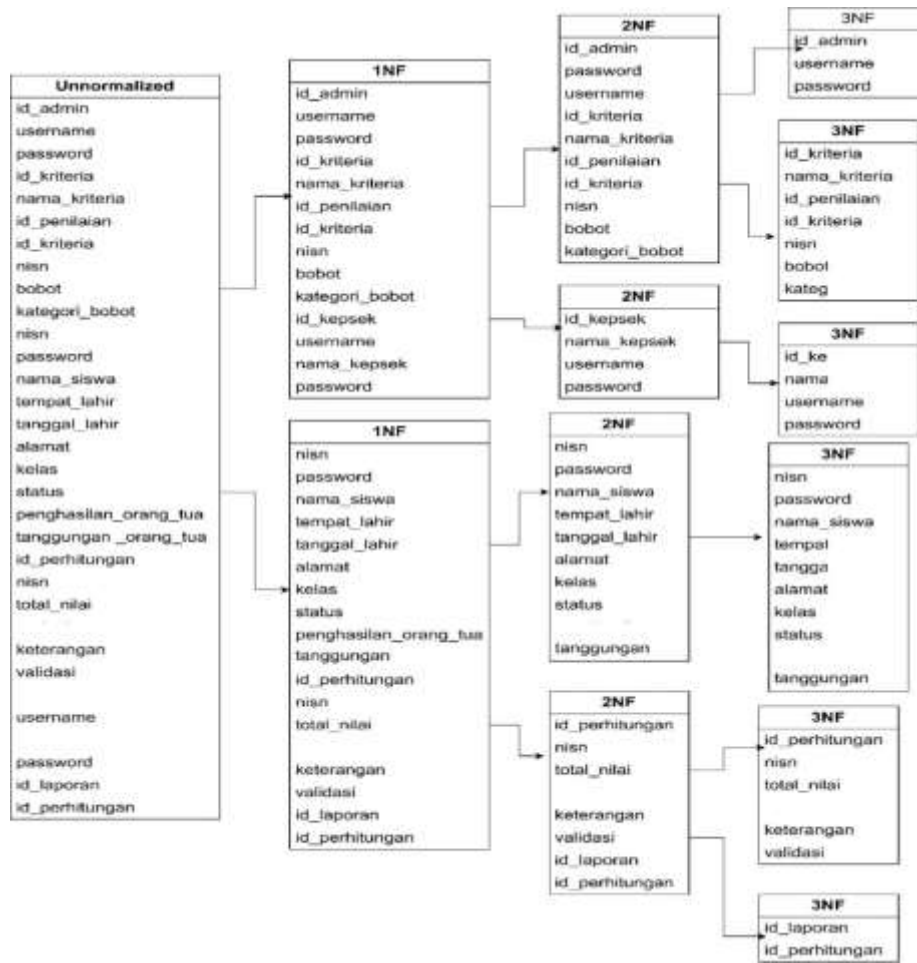 Unnormalized
id_admin
username
password
id_kriteria
nama_kriteria
id_penilaian
id_kriteria
nisn
bobot
kategori_bobot
nisn
password
nama_siswa
tempat_lahir
tanggal_lahir
alamat
kelas
status
penghasilan_orang_tua
tanggungan _orang_tua
id_perhitungan
nisn
total_nilai
keterangan
validasi
username
password
id_laporan
id_perhitungan
1NF
id_admin
username
password
id_kriteria
nama_kriteria
id_penilaian
id_kriteria
nisn
bobot
kategori_bobot
id_kepsek
username
nama_kepsek
password
1NF
nisn
password
nama_siswa
tempat_lahir
tanggal_lahir
alamat
kelas
status
penghasilan_orang_tua
tanggungan
id_perhitungan
nisn
total_nilai
keterangan
validasi
id_laporan
id_perhitungan
2NF
id_admin
password
username
id_kriteria
nama_kriteria
id_penilaian
id_kriteria
nisn
bobot
kategori_bobot
2NF
id_kepsek
nama_kepsek
username
password
2NF
nisn
password
nama_siswa
tempat_lahir
tanggal_lahir
alamat
kelas
status
tanggungan
2NF
id_perhitungan
nisn
total_nilai
keterangan
validasi
id_laporan
id_perhitungan
3NF
id_admin
username
password
3NF
id_kriteria
nama_kriteria
id_penilaian
id_kriteria
nisn
bobot
kateg
3NF
id_ke
nama
username
password
3NF
nisn
password
nama_siswa
tempat
tangga
alamat
kelas
status
tanggungan
3NF
id_perhitungan
nisn
total_nilai
keterangan
validasi
3NF
id_laporan
id_perhitungan